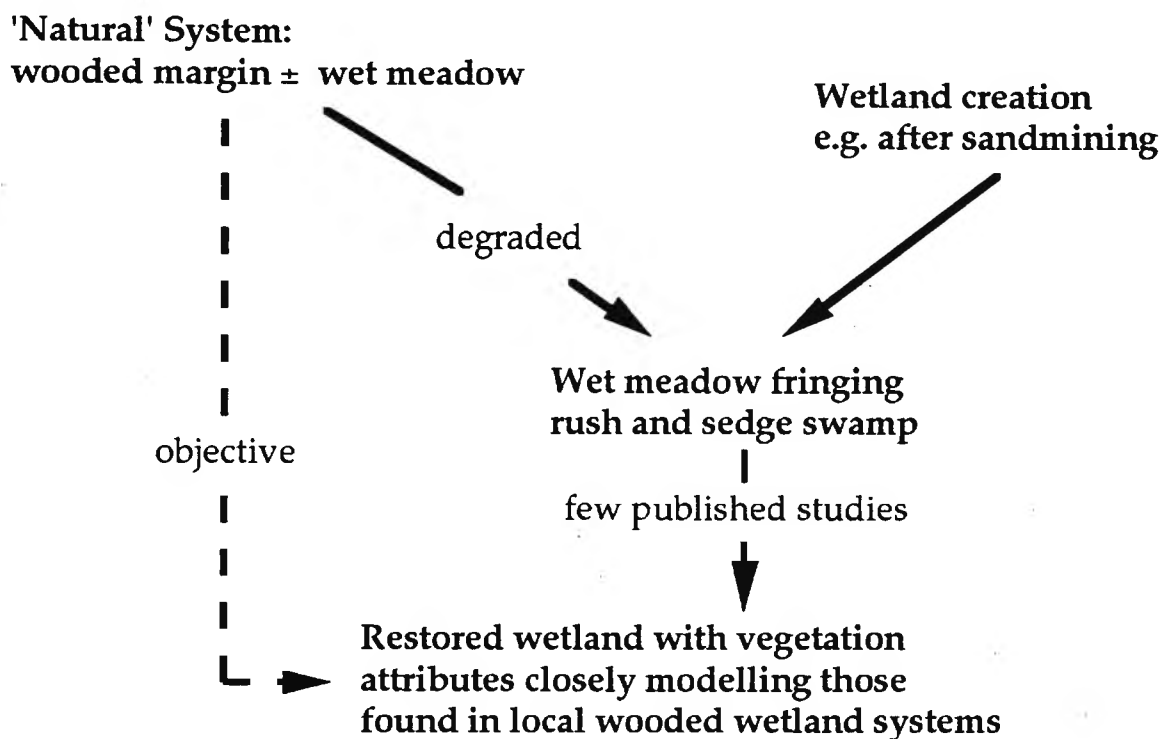 'Natural' System:
wooded margin ± wet meadow
Wetland creation
e.g. after sandmining
degraded
Wet meadow fringing
rush and sedge swamp
objective
few published studies
Restored wetland with vegetation
attributes closely modelling those
found in local wooded wetland systems